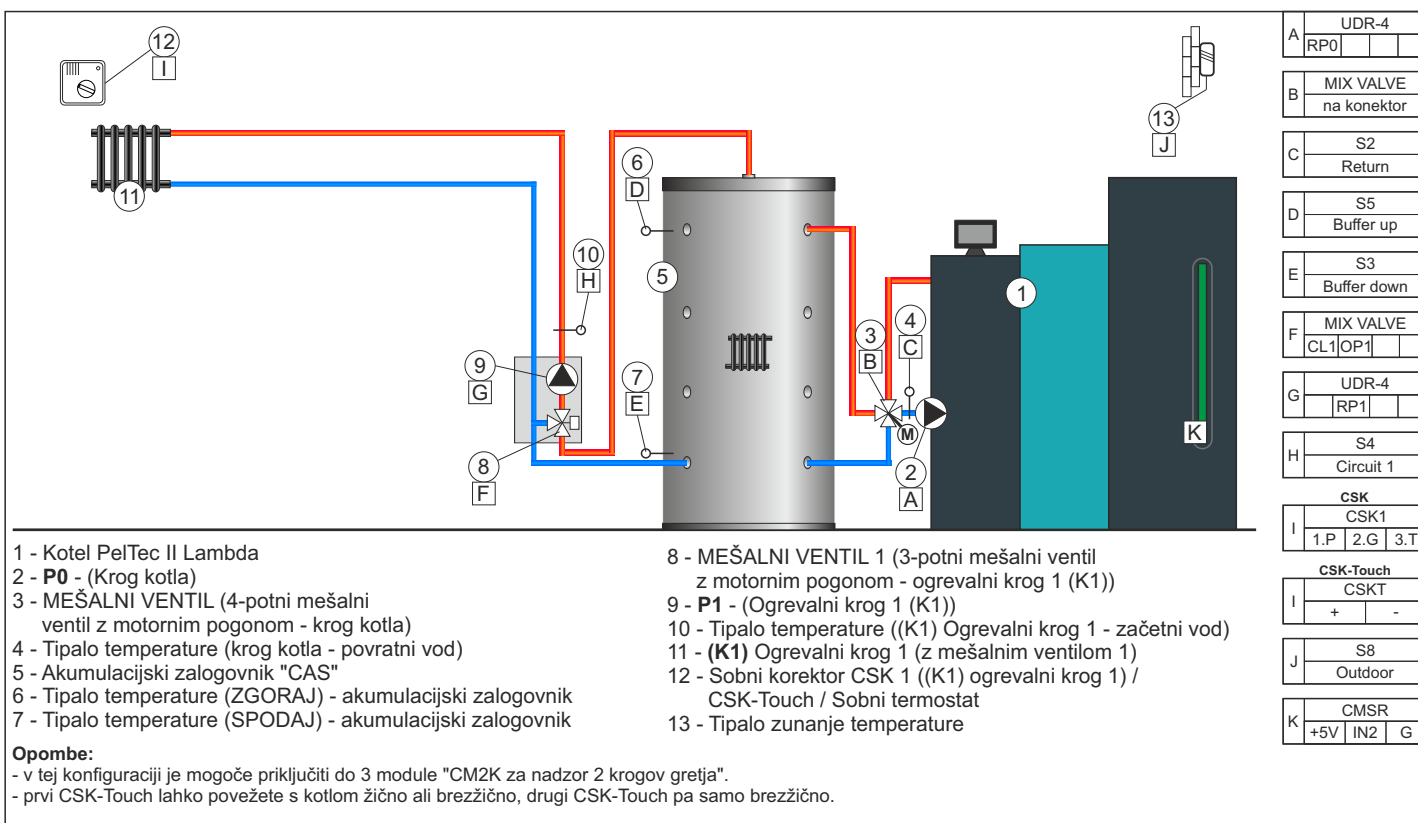 12
I
11
6
D
10
H
5
9
G
7
E
8
F
3
B
4
C
M
2
A
1
13
J
K
1 - Kotel PelTec II Lambda
2 - P0 - (Krog kotla)
3 - MEŠALNI VENTIL (4-potni mešalni
ventil z motornim pogonom - krog kotla)
4 - Tipalo temperature (krog kotla - povratni vod)
5 - Akumulacijski zalogovnik "CAS"
6 - Tipalo temperature (ZGORAJ) - akumulacijski zalogovnik
7 - Tipalo temperature (SPODAJ) - akumulacijski zalogovnik
8 - MEŠALNI VENTIL 1 (3-potni mešalni ventil
z motornim pogonom - ogrevalni krog 1 (K1))
9 - P1 - (Ogrevalni krog 1 (K1))
10 - Tipalo temperature ((K1) Ogrevalni krog 1 - začetni vod)
11 - (K1) Ogrevalni krog 1 (z mešalnim ventilom 1)
12 - Sobni korektor CSK 1 ((K1) ogrevalni krog 1) /
CSK-Touch / Sobni termostat
13 - Tipalo zunanje temperature
Opombe:
- v tej konfiguraciji je mogoče priključiti do 3 module "CM2K za nadzor 2 krogov gretja".
- prvi CSK-Touch lahko povežete s kotlom žično ali brezžično, drugi CSK-Touch pa samo brezžično.
A
UDR-4
RP0
B
MIX VALVE
na konektor
C
S2
Return
D
S5
Buffer up
E
S3
Buffer down
F
MIX VALVE
CL1 OP1
G
UDR-4
RP1
H
S4
Circuit 1
CSK
I
CSK1
1.P 2.G 3.T
CSK-Touch
I
CSKT
+ -
J
S8
Outdoor
K
CMSR
+5V IN2 G